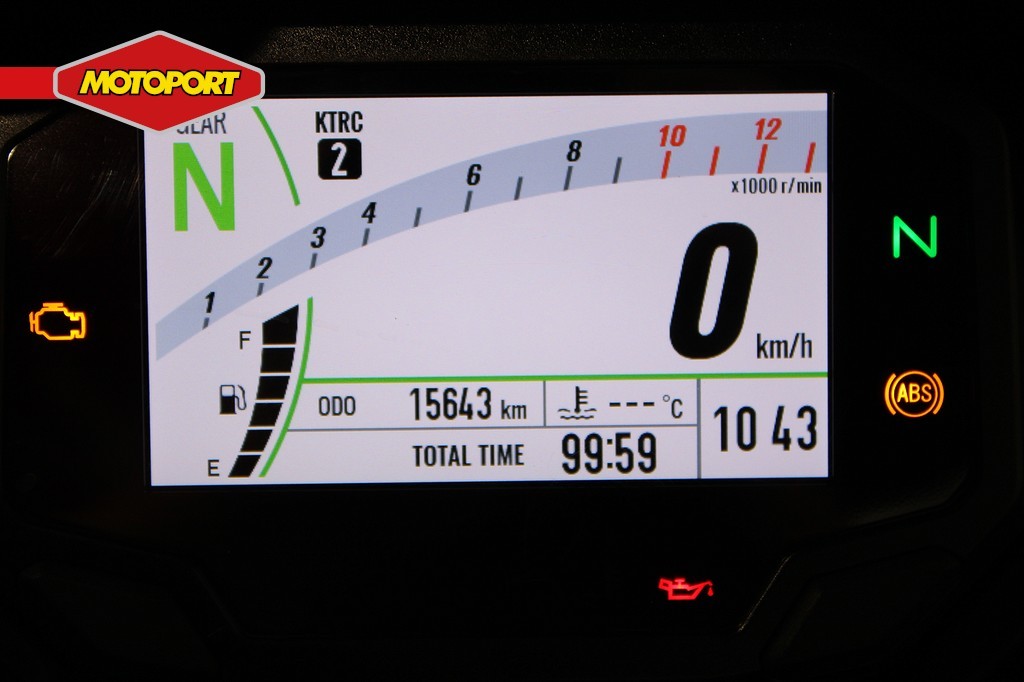 MOTOPORT
GEAR
N
KTRC
2
1 2 3 4 6 8 10 12
x1000 r/min
0 km/h
N
F
E
ODO 15643 km
--- °C
TOTAL TIME 99:59
10 43
ABS